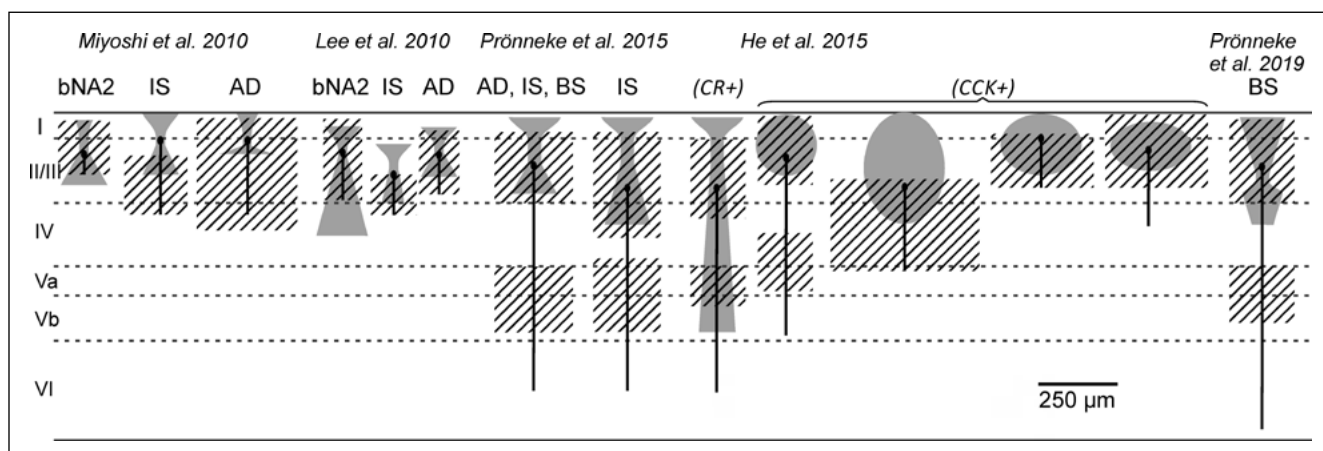 Miyoshi et al. 2010 Lee et al. 2010 Prönneke et al. 2015 He et al. 2015 Prönneke
et al. 2019
bNA2 IS AD bNA2 IS AD AD, IS, BS IS (CR+) (CCK+) BS
I
II/III
IV
Va
Vb
VI
250 µm